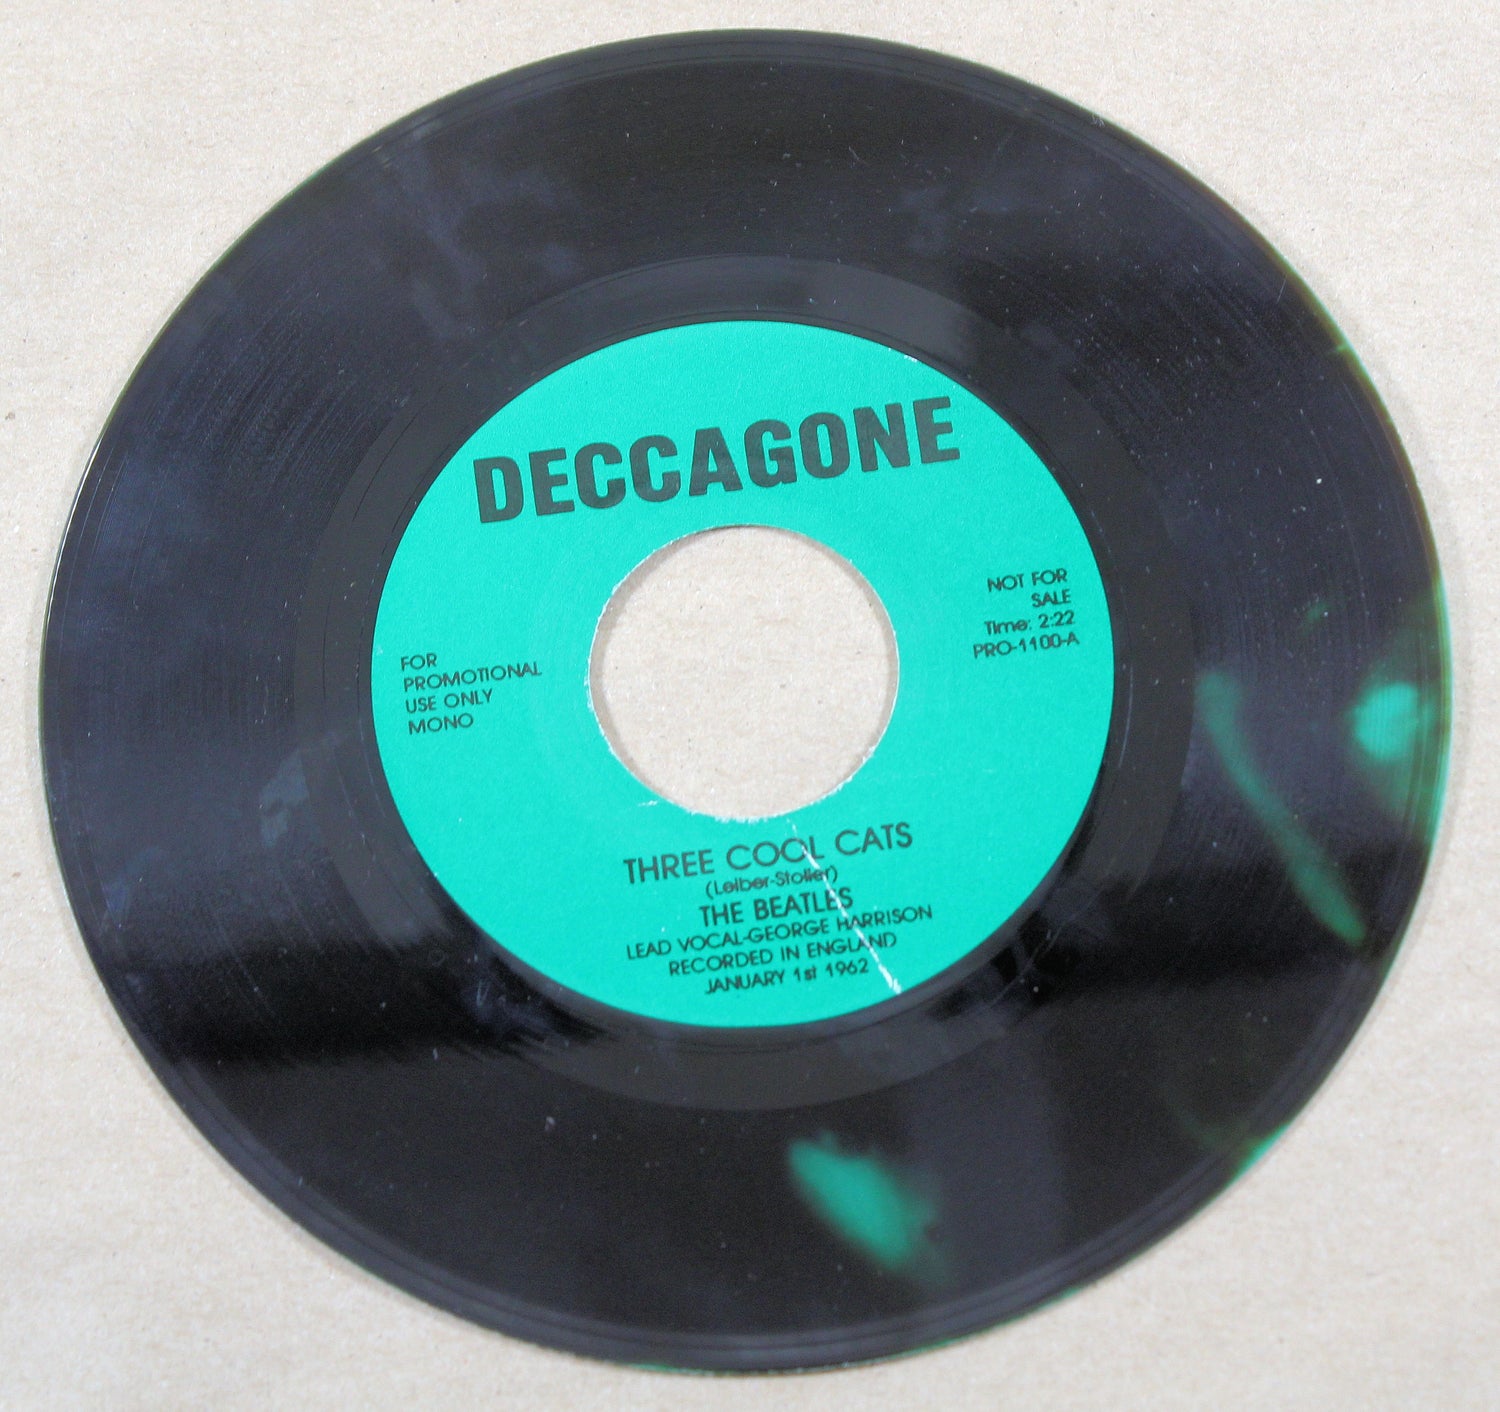 DECCAGONE
NOT FOR
SALE
Time: 2:22
PRO-1100-A
FOR
PROMOTIONAL
USE ONLY
MONO
THREE COOL CATS
(Leiber-Stoller)
THE BEATLES
LEAD VOCAL-GEORGE HARRISON
RECORDED IN ENGLAND
JANUARY 1st 1962